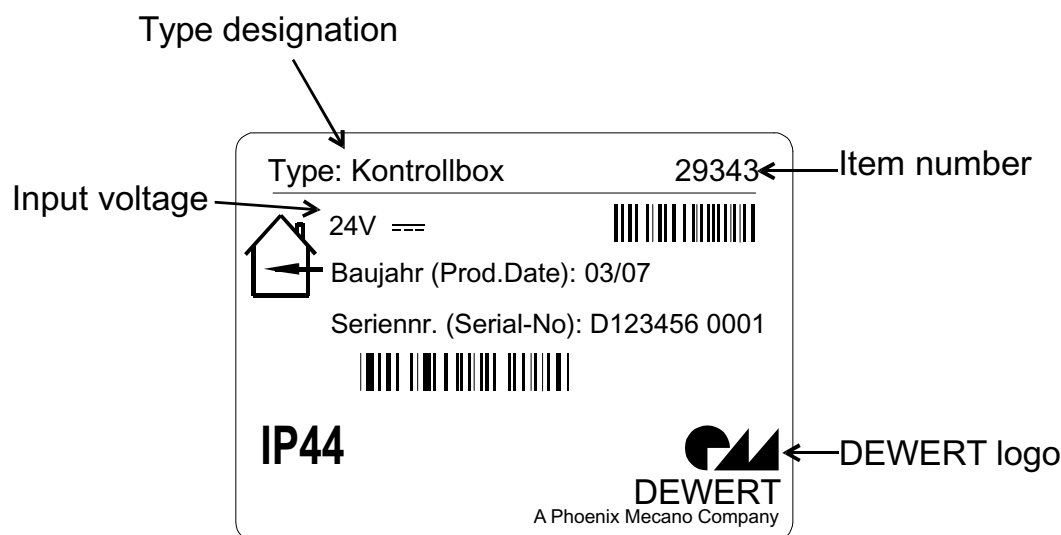 Type designation
Type: Kontrollbox 29343 Item number
Input voltage
24V
Baujahr (Prod.Date): 03/07
Seriennr. (Serial-No): D123456 0001
IP44
DEWERT logo
DEWERT
A Phoenix Mecano Company